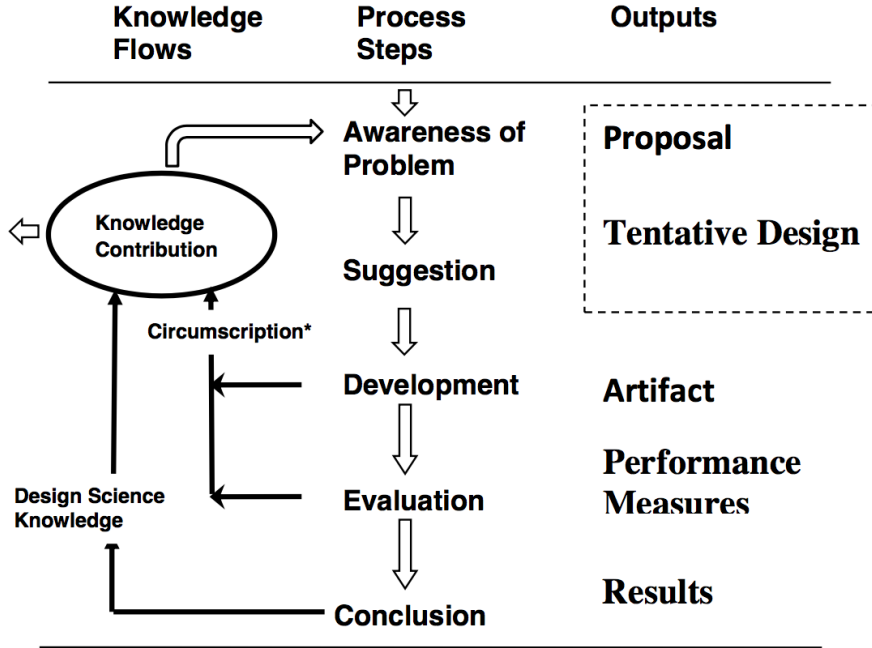 Knowledge
Flows
Process
Steps
Outputs
Awareness of
Problem
Proposal
Knowledge
Contribution
Tentative Design
Suggestion
Circumscription*
Development
Artifact
Performance
Measures
Design Science
Knowledge
Evaluation
Results
Conclusion